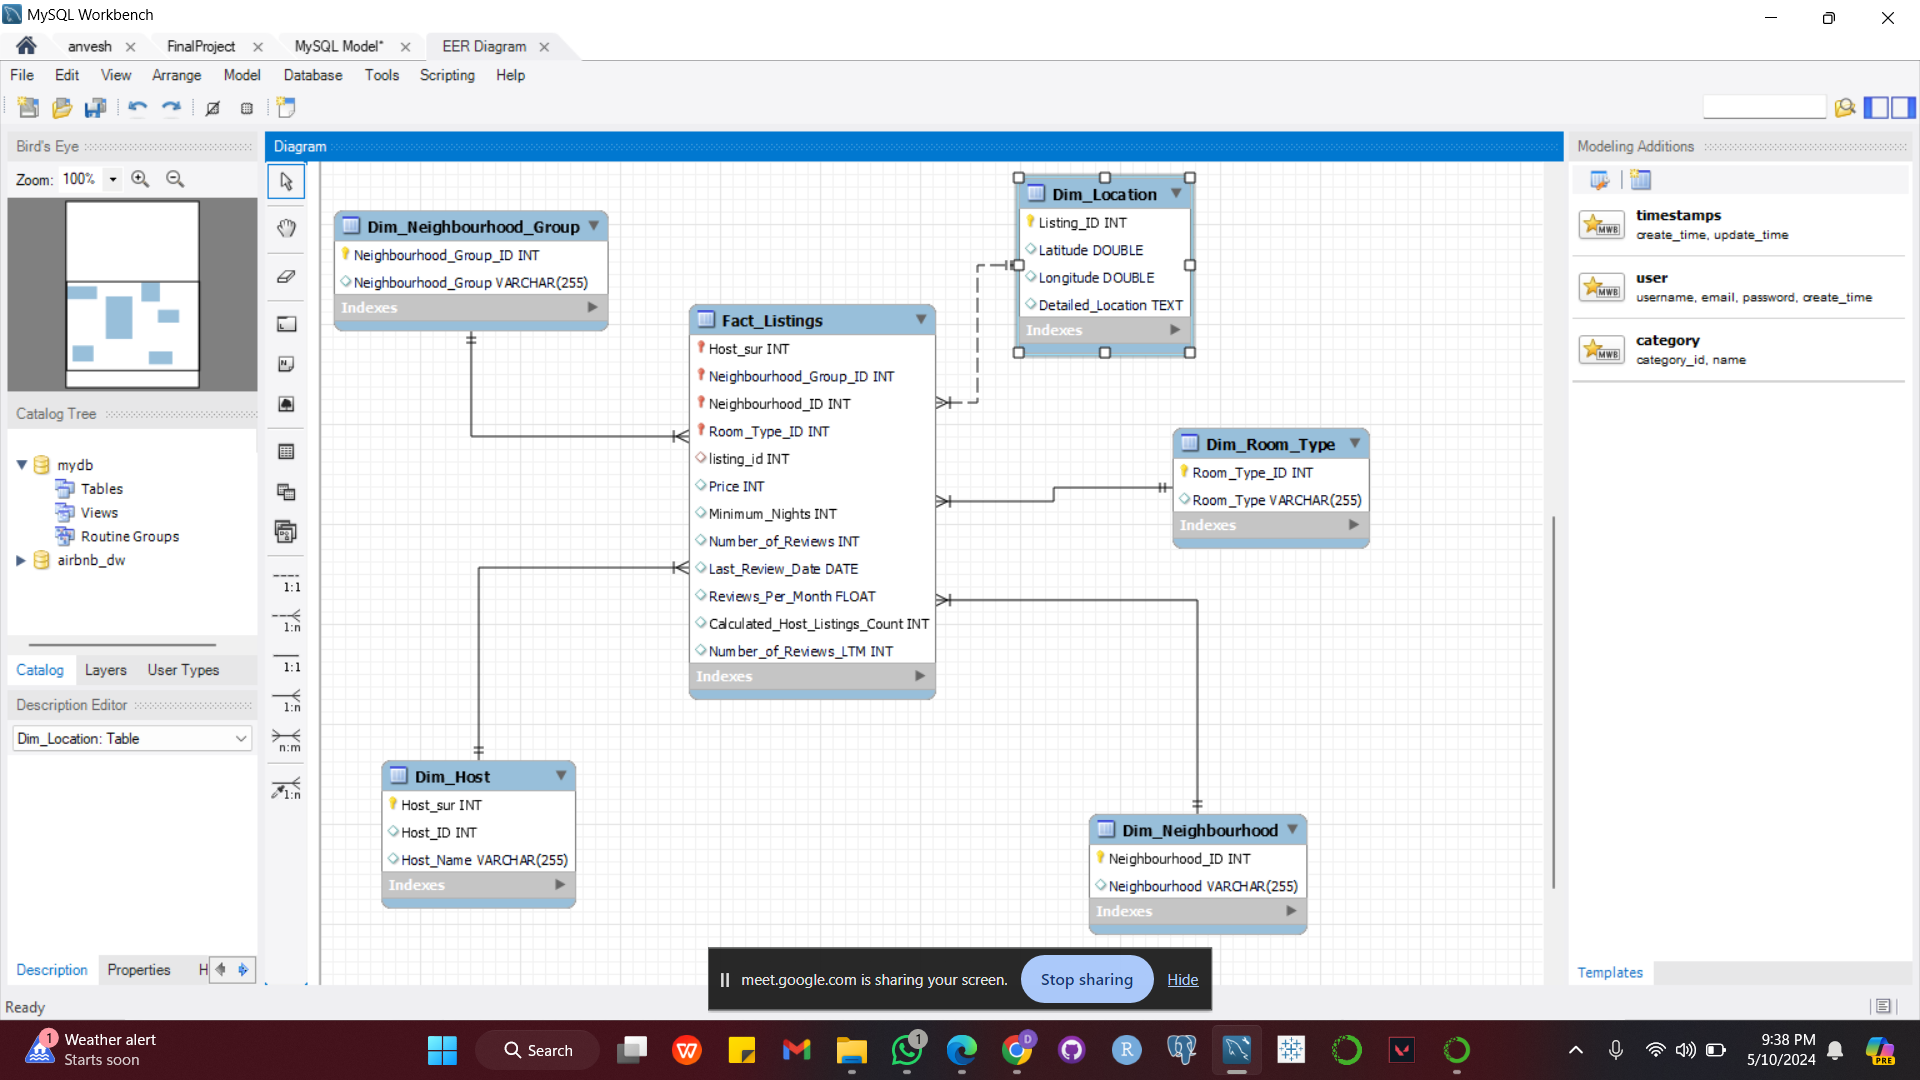 MySQL Workbench
anvesh
FinalProject
MySQL Model*
EER Diagram
File Edit View Arrange Model Database Tools Scripting Help
Bird's Eye
Zoom: 100%
Catalog Tree
mydb
Tables
Views
Routine Groups
airbnb_dw
Catalog Layers User Types
Description Editor
Dim_Location: Table
Description Properties H
Ready
1:1
1:n
1:1
1:n
n:m
1:n
Diagram
Dim_Neighbourhood_Group
Neighbourhood_Group_ID INT
Neighbourhood_Group VARCHAR(255)
Indexes
Fact_Listings
Host_sur INT
Neighbourhood_Group_ID INT
Neighbourhood_ID INT
Room_Type_ID INT
listing_id INT
Price INT
Minimum_Nights INT
Number_of_Reviews INT
Last_Review_Date DATE
Reviews_Per_Month FLOAT
Calculated_Host_Listings_Count INT
Number_of_Reviews_LTM INT
Indexes
Dim_Location
Listing_ID INT
Latitude DOUBLE
Longitude DOUBLE
Detailed_Location TEXT
Indexes
Dim_Room_Type
Room_Type_ID INT
Room_Type VARCHAR(255)
Indexes
Dim_Host
Host_sur INT
Host_ID INT
Host_Name VARCHAR(255)
Indexes
Dim_Neighbourhood
Neighbourhood_ID INT
Neighbourhood VARCHAR(255)
Indexes
Modeling Additions
MWB
timestamps
create_time, update_time
MWB
user
username, email, password, create_time
MWB
category
category_id, name
Templates
meet.google.com is sharing your screen.
Stop sharing
Hide
1
Weather alert
Starts soon
Search
W
1
D
R
9:38 PM
5/10/2024
PRE